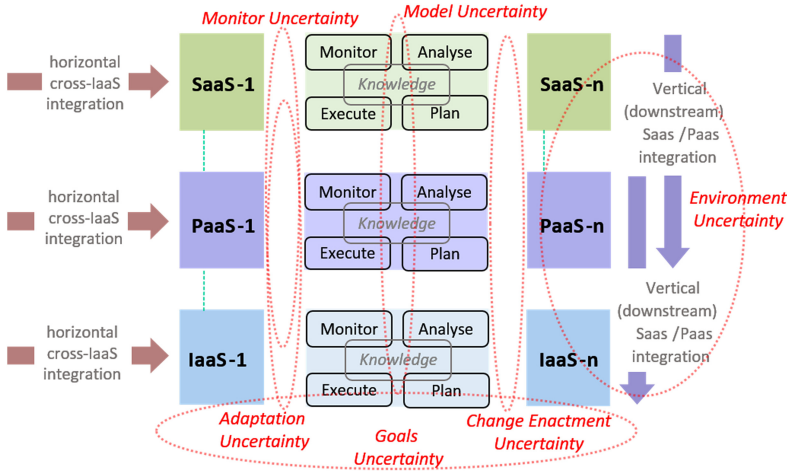 Monitor Uncertainty
Model Uncertainty
horizontal
cross-IaaS
integration
SaaS-1
Monitor
Analyse
Knowledge
Execute
Plan
SaaS-n
Vertical
(downstream)
Saas /Paas
integration
horizontal
cross-IaaS
integration
PaaS-1
Monitor
Analyse
Knowledge
Execute
Plan
PaaS-n
Environment
Uncertainty
horizontal
cross-IaaS
integration
IaaS-1
Monitor
Analyse
Knowledge
Execute
Plan
IaaS-n
Vertical
(downstream)
Saas /Paas
integration
Adaptation
Uncertainty
Goals
Uncertainty
Change Enactment
Uncertainty